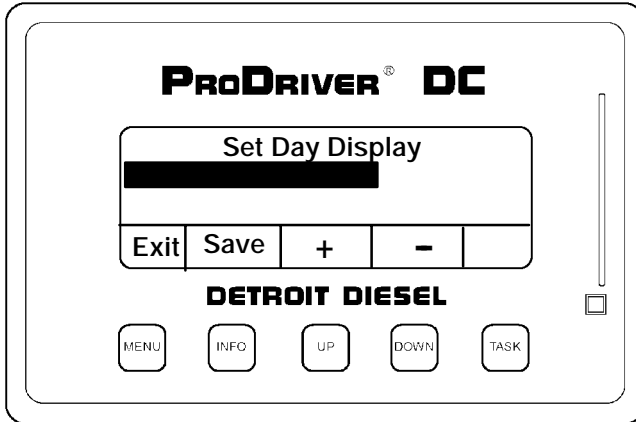 PRODRIVER® DC
Set Day Display
Exit Save + -
DETROIT DIESEL
MENU INFO UP DOWN TASK